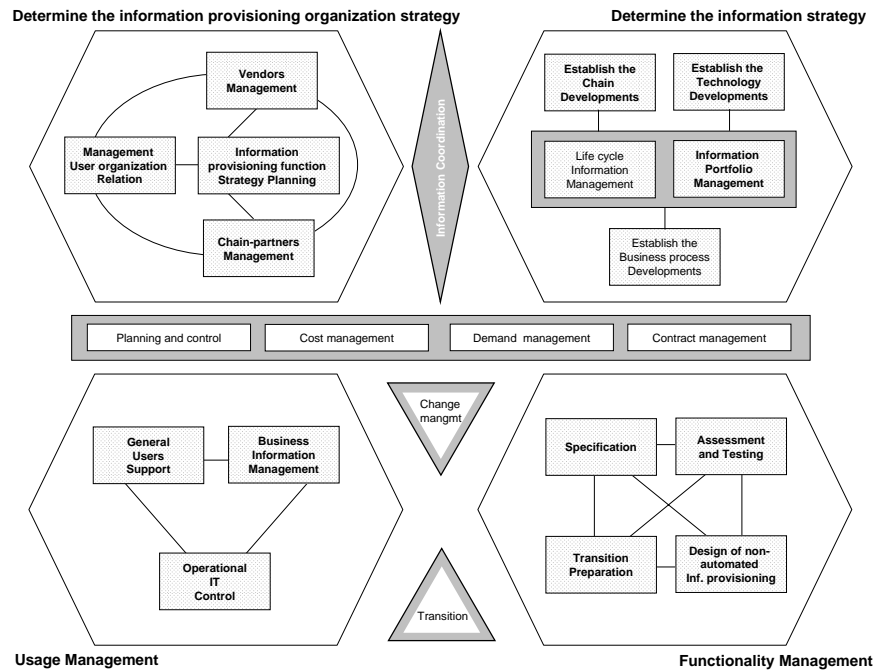 Determine the information provisioning organization strategy
Determine the information strategy
Vendors
Management
Management
User organization
Relation
Information
provisioning function
Strategy Planning
Chain-partners
Management
Information Coordination
Establish the
Chain
Developments
Establish the
Technology
Developments
Life cycle
Information
Management
Information
Portfolio
Management
Establish the
Business process
Developments
Planning and control
Cost management
Demand management
Contract management
General
Users
Support
Business
Information
Management
Operational
IT
Control
Change
mangmt
Transition
Specification
Assessment
and Testing
Transition
Preparation
Design of non-
automated
Inf. provisioning
Usage Management
Functionality Management